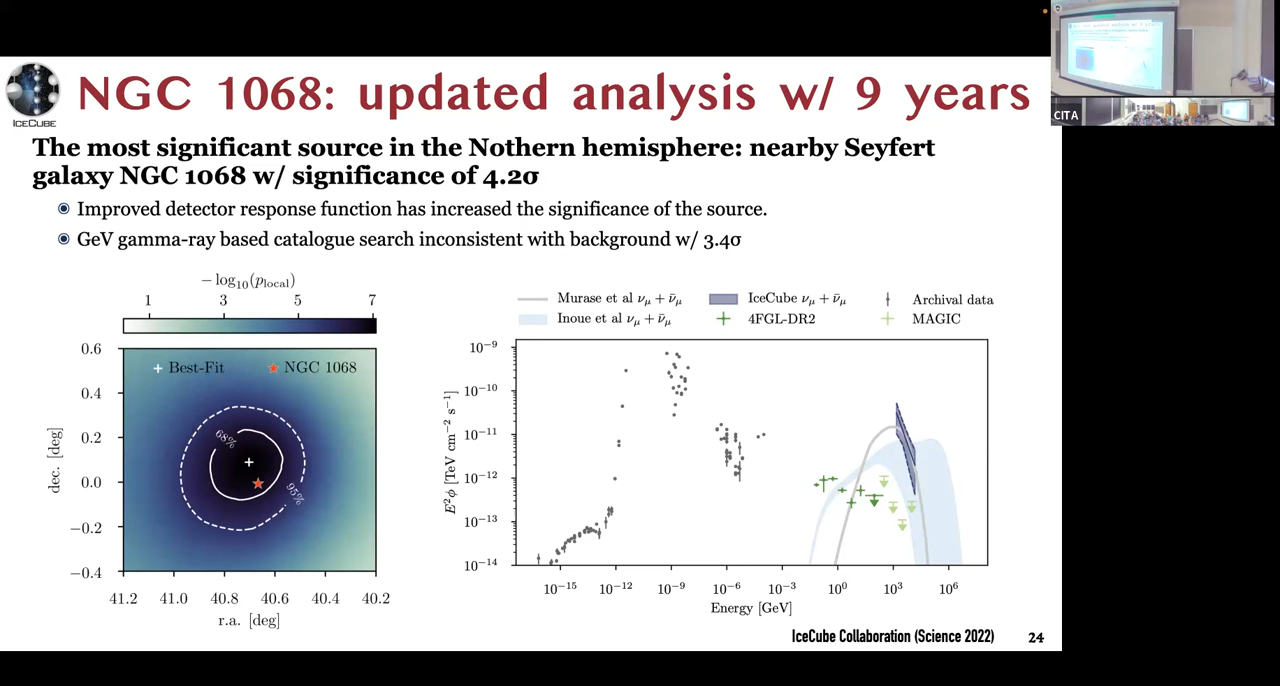 NGC 1068: updated analysis w/ 9 years
ICECUBE
CITA
The most significant source in the Nothern hemisphere: nearby Seyfert
galaxy NGC 1068 w/ significance of 4.2σ
Improved detector response function has increased the significance of the source.
GeV gamma-ray based catalogue search inconsistent with background w/ 3.4σ
− log₁₀(p_local)
1 3 5 7
0.6
0.4
0.2
0.0
−0.2
−0.4
dec. [deg]
Best-Fit
NGC 1068
68%
95%
41.2 41.0 40.8 40.6 40.4 40.2
r.a. [deg]
Murase et al ν_μ + ν̄_μ
IceCube ν_μ + ν̄_μ
Archival data
Inoue et al ν_μ + ν̄_μ
4FGL-DR2
MAGIC
10⁻⁹
10⁻¹⁰
10⁻¹¹
10⁻¹²
10⁻¹³
10⁻¹⁴
E²ϕ [TeV cm⁻² s⁻¹]
10⁻¹⁵ 10⁻¹² 10⁻⁹ 10⁻⁶ 10⁻³ 10⁰ 10³ 10⁶
Energy [GeV]
IceCube Collaboration (Science 2022)
24